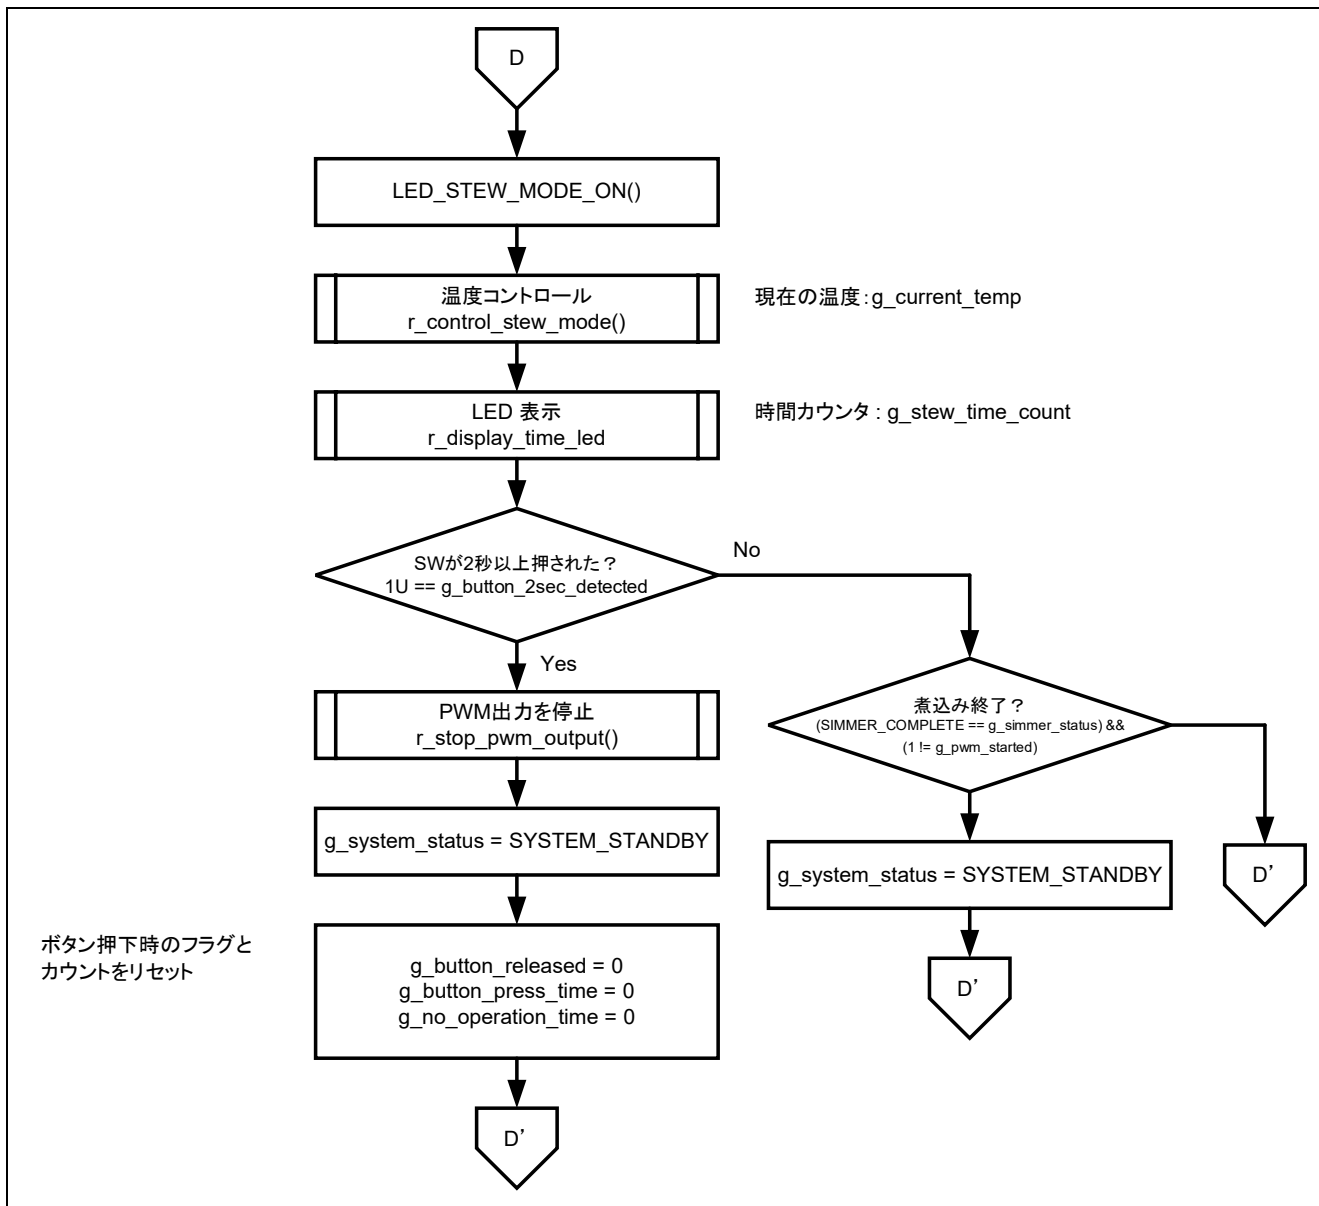 D
LED_STEW_MODE_ON()
温度コントロール
r_control_stew_mode()
現在の温度：g_current_temp
LED 表示
r_display_time_led
時間カウンタ : g_stew_time_count
SWが2秒以上押された？
1U == g_button_2sec_detected
No
Yes
PWM出力を停止
r_stop_pwm_output()
煮込み終了？
(SIMMER_COMPLETE == g_simmer_status) &&
(1 != g_pwm_started)
g_system_status = SYSTEM_STANDBY
g_system_status = SYSTEM_STANDBY
D’
ボタン押下時のフラグと
カウントをリセット
g_button_released = 0
g_button_press_time = 0
g_no_operation_time = 0
D’
D’